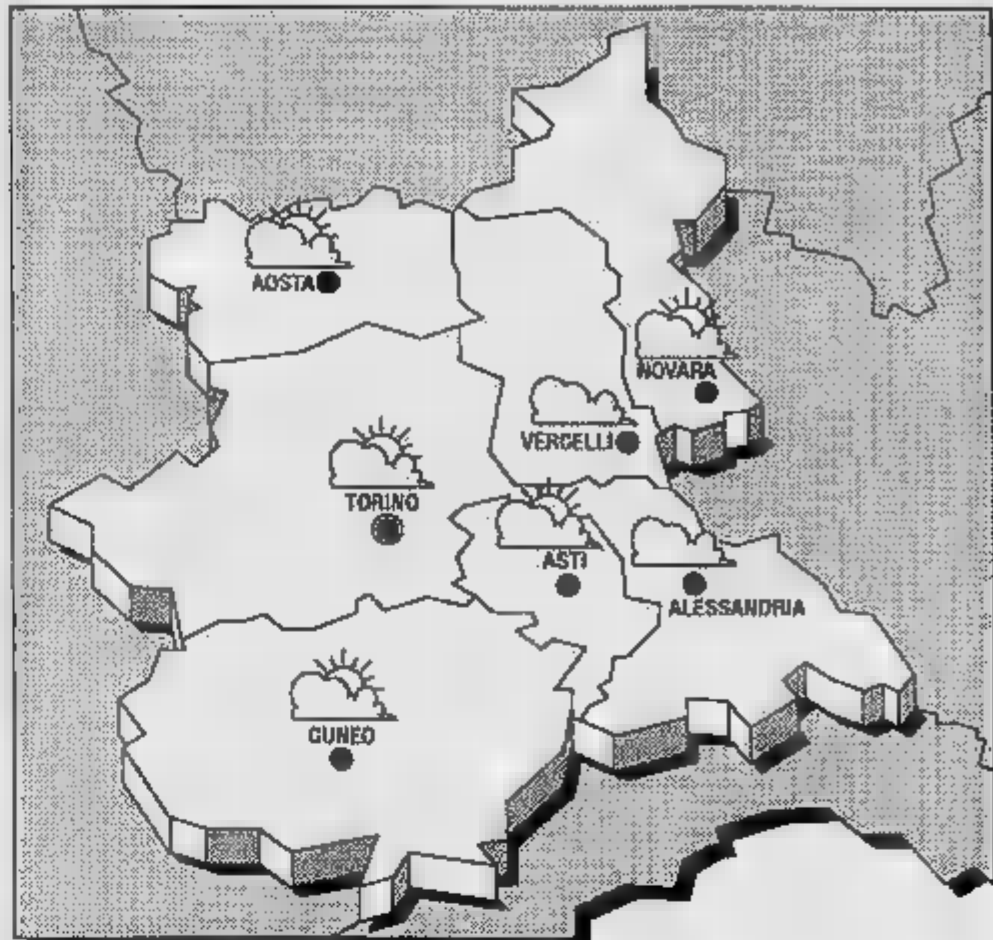 AOSTA
NOVARA
VERCELLI
TORINO
ASTI
ALESSANDRIA
CUNEO